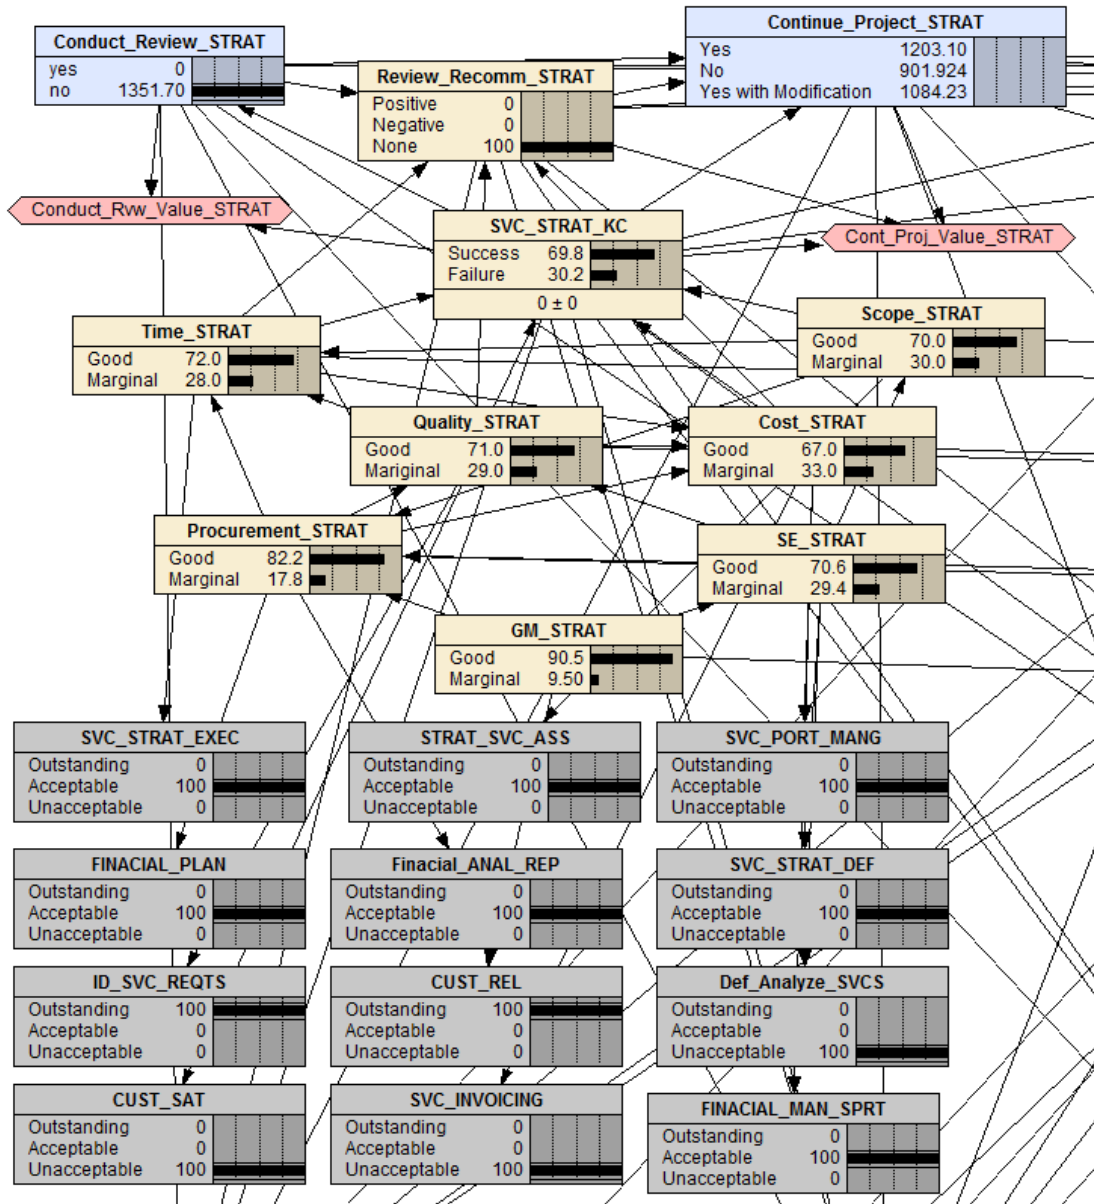 Conduct_Review_STRAT
yes 0
no 1351.70
Continue_Project_STRAT
Yes 1203.10
No 901.924
Yes with Modification 1084.23
Review_Recomm_STRAT
Positive 0
Negative 0
None 100
Conduct_Rvw_Value_STRAT
SVC_STRAT_KC
Success 69.8
Failure 30.2
0 ± 0
Cont_Proj_Value_STRAT
Time_STRAT
Good 72.0
Marginal 28.0
Scope_STRAT
Good 70.0
Marginal 30.0
Quality_STRAT
Good 71.0
Mariginal 29.0
Cost_STRAT
Good 67.0
Marginal 33.0
Procurement_STRAT
Good 82.2
Marginal 17.8
SE_STRAT
Good 70.6
Marginal 29.4
GM_STRAT
Good 90.5
Marginal 9.50
SVC_STRAT_EXEC
Outstanding 0
Acceptable 100
Unacceptable 0
STRAT_SVC_ASS
Outstanding 0
Acceptable 100
Unacceptable 0
SVC_PORT_MANG
Outstanding 0
Acceptable 100
Unacceptable 0
FINACIAL_PLAN
Outstanding 0
Acceptable 100
Unacceptable 0
Finacial_ANAL_REP
Outstanding 0
Acceptable 100
Unacceptable 0
SVC_STRAT_DEF
Outstanding 0
Acceptable 100
Unacceptable 0
ID_SVC_REQTS
Outstanding 100
Acceptable 0
Unacceptable 0
CUST_REL
Outstanding 100
Acceptable 0
Unacceptable 0
Def_Analyze_SVCS
Outstanding 0
Acceptable 0
Unacceptable 100
CUST_SAT
Outstanding 0
Acceptable 0
Unacceptable 100
SVC_INVOICING
Outstanding 0
Acceptable 0
Unacceptable 100
FINACIAL_MAN_SPRT
Outstanding 0
Acceptable 100
Unacceptable 0